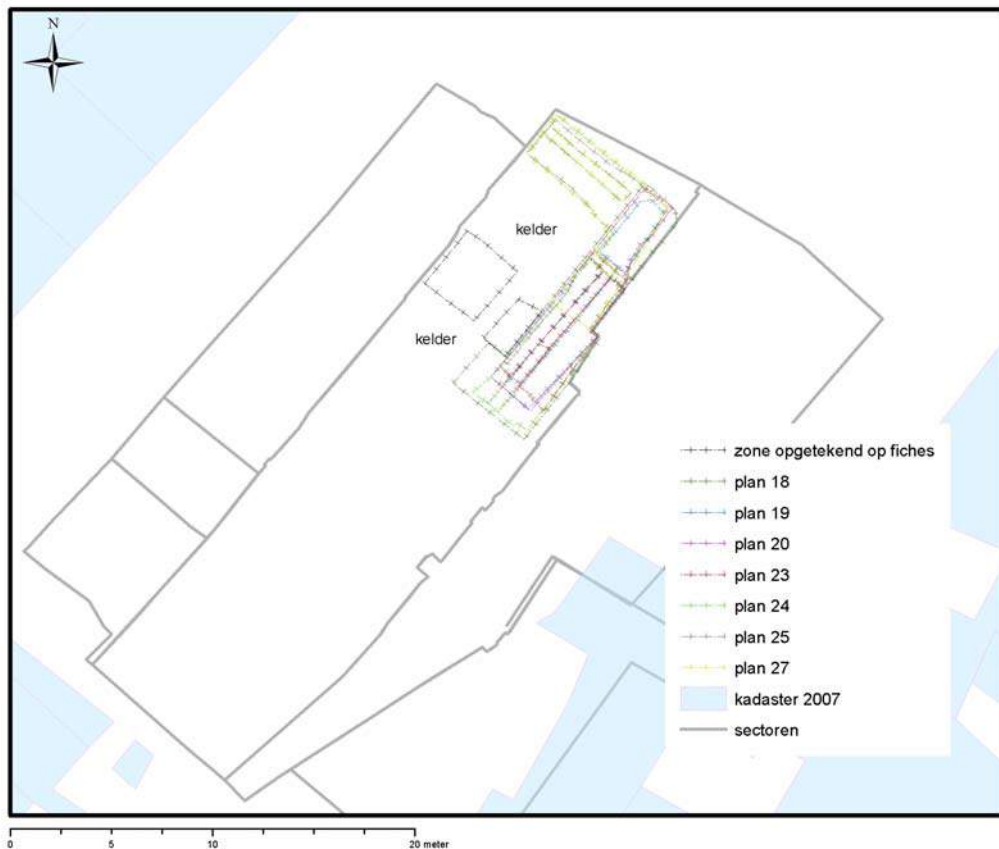 N
kelder
kelder
zone opgetekend op fiches
plan 18
plan 19
plan 20
plan 23
plan 24
plan 25
plan 27
kadaster 2007
sectoren
0 5 10 20 meter